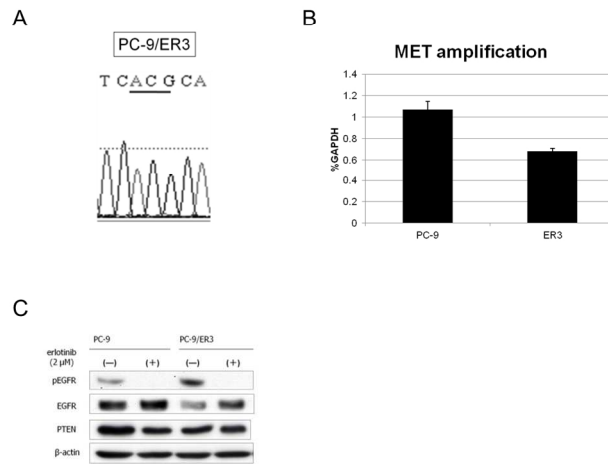 A
PC-9/ER3
T C A C G C A
B
MET amplification
%GAPDH
1.4
1.2
1
0.8
0.6
0.4
0.2
0
PC-9
ER3
C
PC-9 PC-9/ER3
erlotinib
(2 μM) (—) (+) (—) (+)
pEGFR
EGFR
PTEN
β-actin